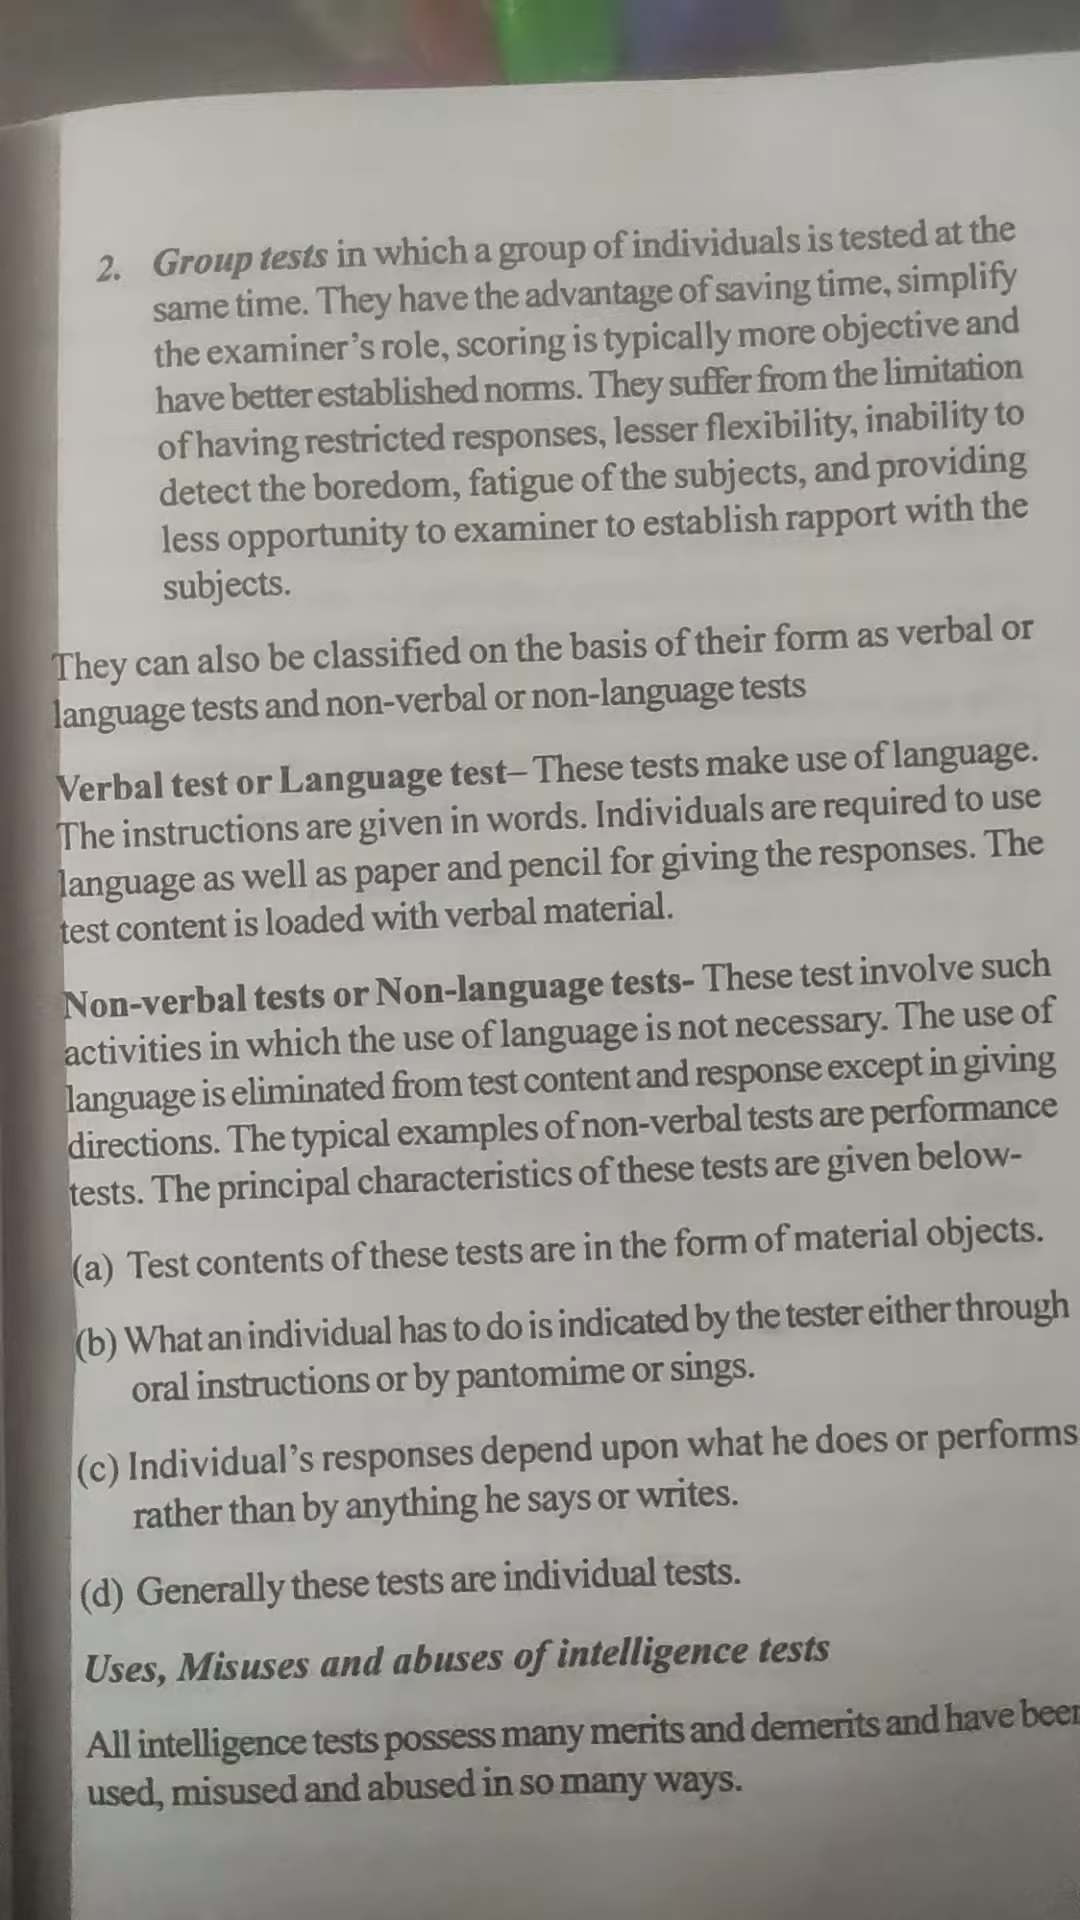 2. Group tests in which a group of individuals is tested at the
same time. They have the advantage of saving time, simplify
the examiner's role, scoring is typically more objective and
have better established norms. They suffer from the limitation
of having restricted responses, lesser flexibility, inability to
detect the boredom, fatigue of the subjects, and providing
less opportunity to examiner to establish rapport with the
subjects.
They can also be classified on the basis of their form as verbal or
language tests and non-verbal or non-language tests
Verbal test or Language test– These tests make use of language.
The instructions are given in words. Individuals are required to use
language as well as paper and pencil for giving the responses. The
test content is loaded with verbal material.
Non-verbal tests or Non-language tests- These test involve such
activities in which the use of language is not necessary. The use of
language is eliminated from test content and response except in giving
directions. The typical examples of non-verbal tests are performance
tests. The principal characteristics of these tests are given below-
(a) Test contents of these tests are in the form of material objects.
(b) What an individual has to do is indicated by the tester either through
oral instructions or by pantomime or sings.
(c) Individual's responses depend upon what he does or performs
rather than by anything he says or writes.
(d) Generally these tests are individual tests.
Uses, Misuses and abuses of intelligence tests
All intelligence tests possess many merits and demerits and have been
used, misused and abused in so many ways.